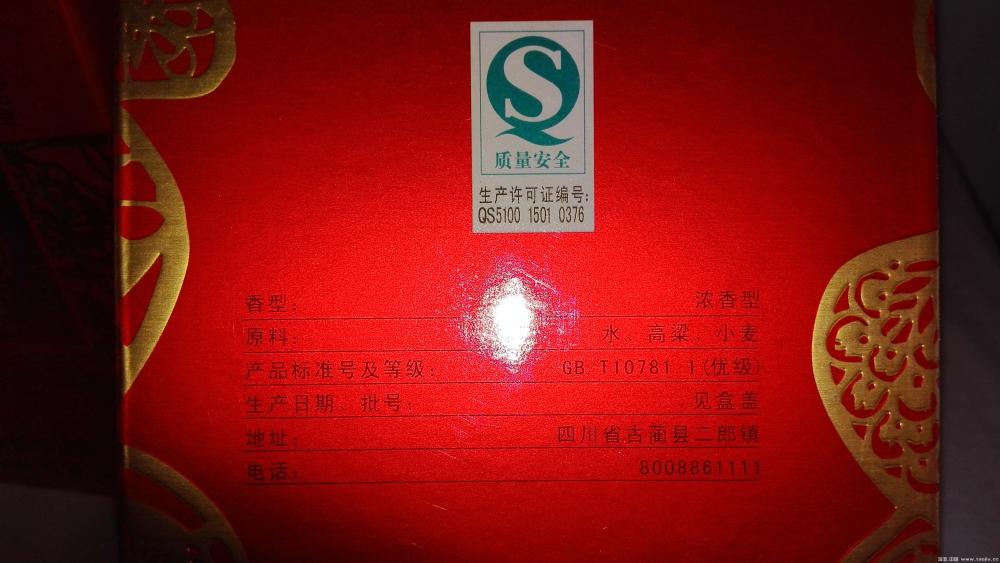 S
质量安全
生产许可证编号:
QS5100 1501 0376
香型: 浓香型
原料: 水、高粱、小麦
产品标准号及等级: GB/T10781.1(优级)
生产日期、批号: 见盒盖
地址: 四川省古蔺县二郎镇
电话: 8008861111